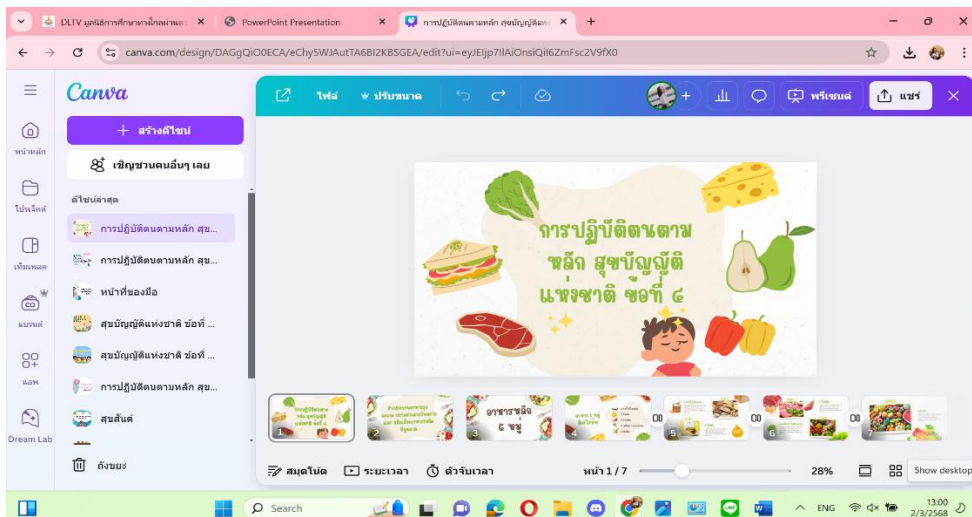 DLTV มูลนิธิการศึกษาทางไกลผ่านดา
PowerPoint Presentation
การปฏิบัติตนตามหลัก สุขบัญญัติแห่ง
canva.com/design/DAGgQiO0ECA/eChy5WJAutTA6BI2KBSGEA/edit?ui=eyJEIjp7IlAiOnsiQiI6ZmFsc2V9fX0
Canva
ไฟล์
ปรับขนาด
พรีเซนต์
แชร์
หน้าหลัก
โปรเจ็คต์
เท็มเพลต
แบรนด์
แอพ
Dream Lab
สร้างดีไซน์
เชิญชวนคนอื่นๆ เลย
ดีไซน์ล่าสุด
การปฏิบัติตนตามหลัก สุข...
การปฏิบัติตนตามหลัก สุข...
หน้าที่ของมือ
สุขบัญญัติแห่งชาติ ข้อที่ ...
สุขบัญญัติแห่งชาติ ข้อที่ ...
การปฏิบัติตนตามหลัก สุข...
สุขสันต์
ถังขยะ
การปฏิบัติตนตาม
หลัก สุขบัญญัติ
แห่งชาติ ข้อที่ ๔
1
2
อาหารหลัก
๕ หมู่
3
4
5
6
7
สมุดโน้ต
ระยะเวลา
ตัวจับเวลา
หน้า 1 / 7
28%
Show desktop
Search
ENG
13:00
2/3/2568